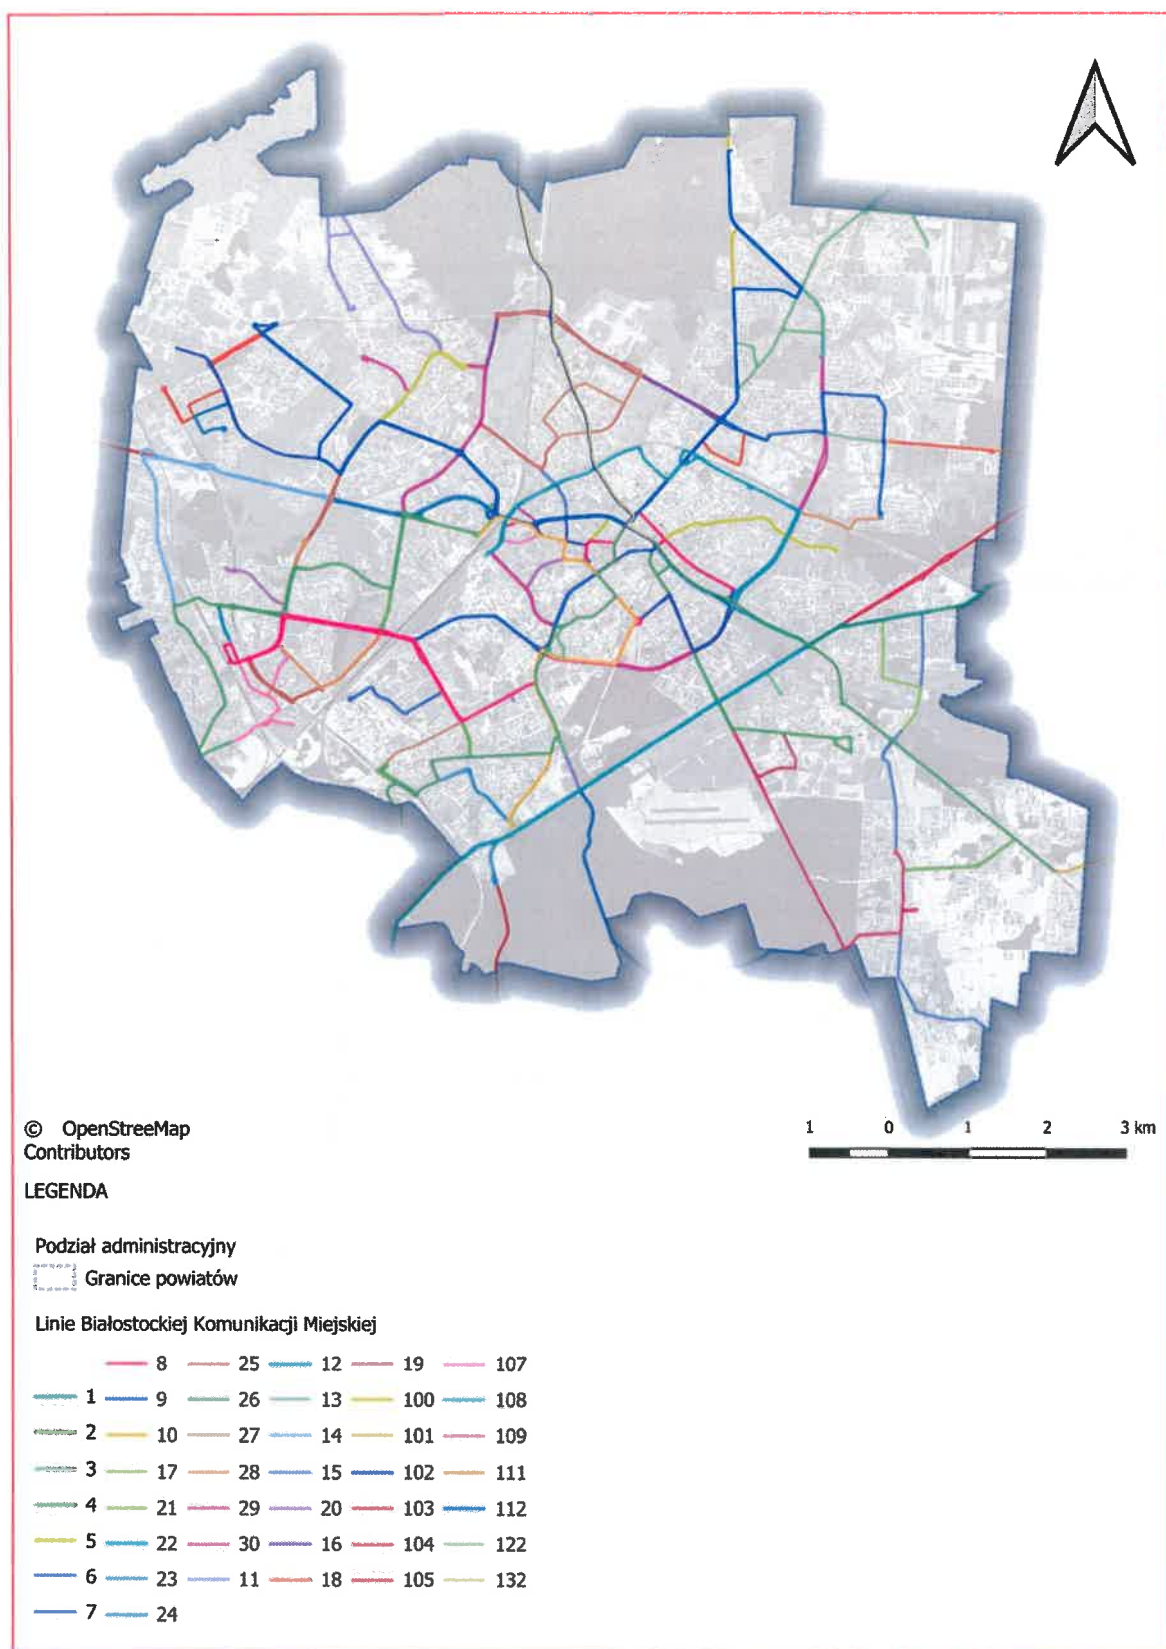 © OpenStreeMap
Contributors
1 0 1 2 3 km
LEGENDA
Podział administracyjny
Granice powiatów
Linie Białostockiej Komunikacji Miejskiej
8 25 12 19 107
1 9 26 13 100 108
2 10 27 14 101 109
3 17 28 15 102 111
4 21 29 20 103 112
5 22 30 16 104 122
6 23 11 18 105 132
7 24